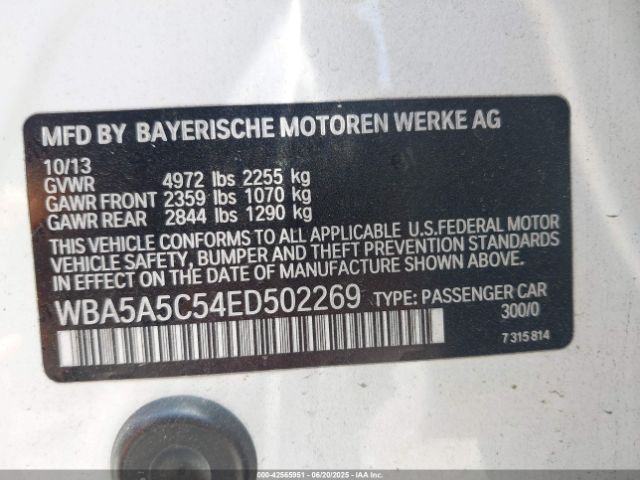 MFD BY BAYERISCHE MOTOREN WERKE AG
10/13
GVWR 4972 lbs 2255 kg
GAWR FRONT 2359 lbs 1070 kg
GAWR REAR 2844 lbs 1290 kg
THIS VEHICLE CONFORMS TO ALL APPLICABLE U.S.FEDERAL MOTOR
VEHICLE SAFETY, BUMPER AND THEFT PREVENTION STANDARDS
IN EFFECT ON THE DATE OF MANUFACTURE SHOWN ABOVE.
WBA5A5C54ED502269 TYPE: PASSENGER CAR
300/0
7 315 814
000-42565951 | 06/20/2025 | IAA, Inc.